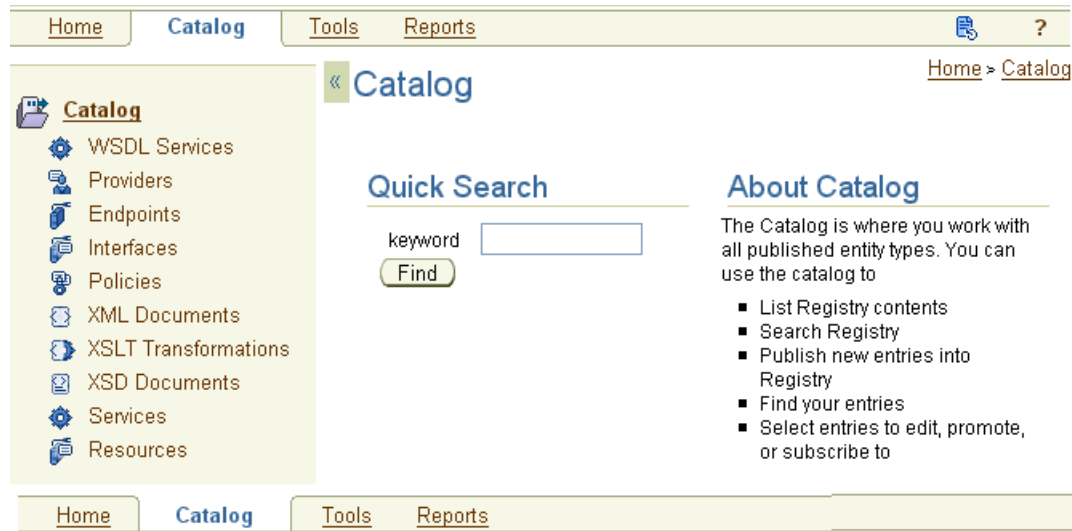 Home Catalog Tools Reports ?
« Catalog
Home > Catalog
Catalog
WSDL Services
Providers
Endpoints
Interfaces
Policies
XML Documents
XSLT Transformations
XSD Documents
Services
Resources
Quick Search
keyword
Find
About Catalog
The Catalog is where you work with
all published entity types. You can
use the catalog to
▪ List Registry contents
▪ Search Registry
▪ Publish new entries into
Registry
▪ Find your entries
▪ Select entries to edit, promote,
or subscribe to
Home Catalog Tools Reports